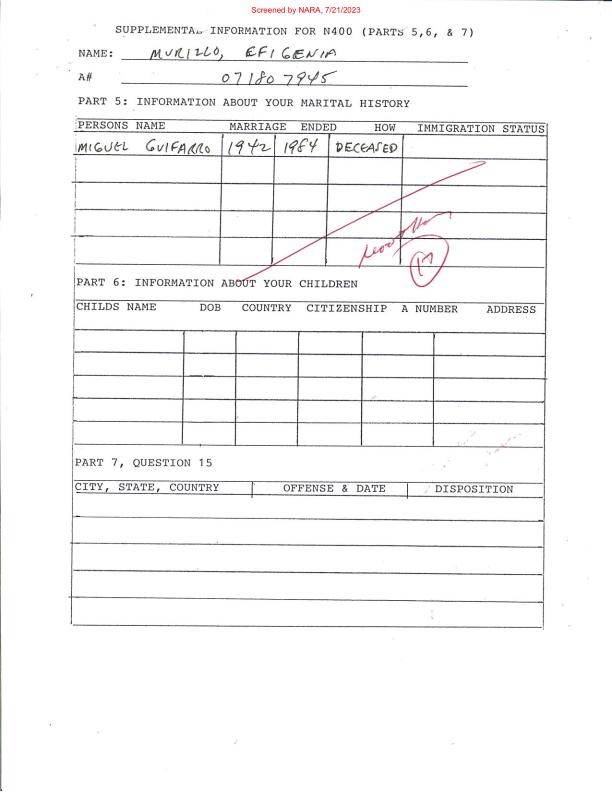 Screened by NARA, 7/21/2023
SUPPLEMENTAL INFORMATION FOR N400 (PARTS 5,6, & 7)
NAME: MURILLO, EFIGENIA
A# 07180 7945
PART 5: INFORMATION ABOUT YOUR MARITAL HISTORY
PERSONS NAME MARRIAGE ENDED HOW IMMIGRATION STATUS
MIGUEL GUIFARRO 1942 1984 DECEASED
17
PART 6: INFORMATION ABOUT YOUR CHILDREN
CHILDS NAME DOB COUNTRY CITIZENSHIP A NUMBER ADDRESS
PART 7, QUESTION 15
CITY, STATE, COUNTRY OFFENSE & DATE DISPOSITION